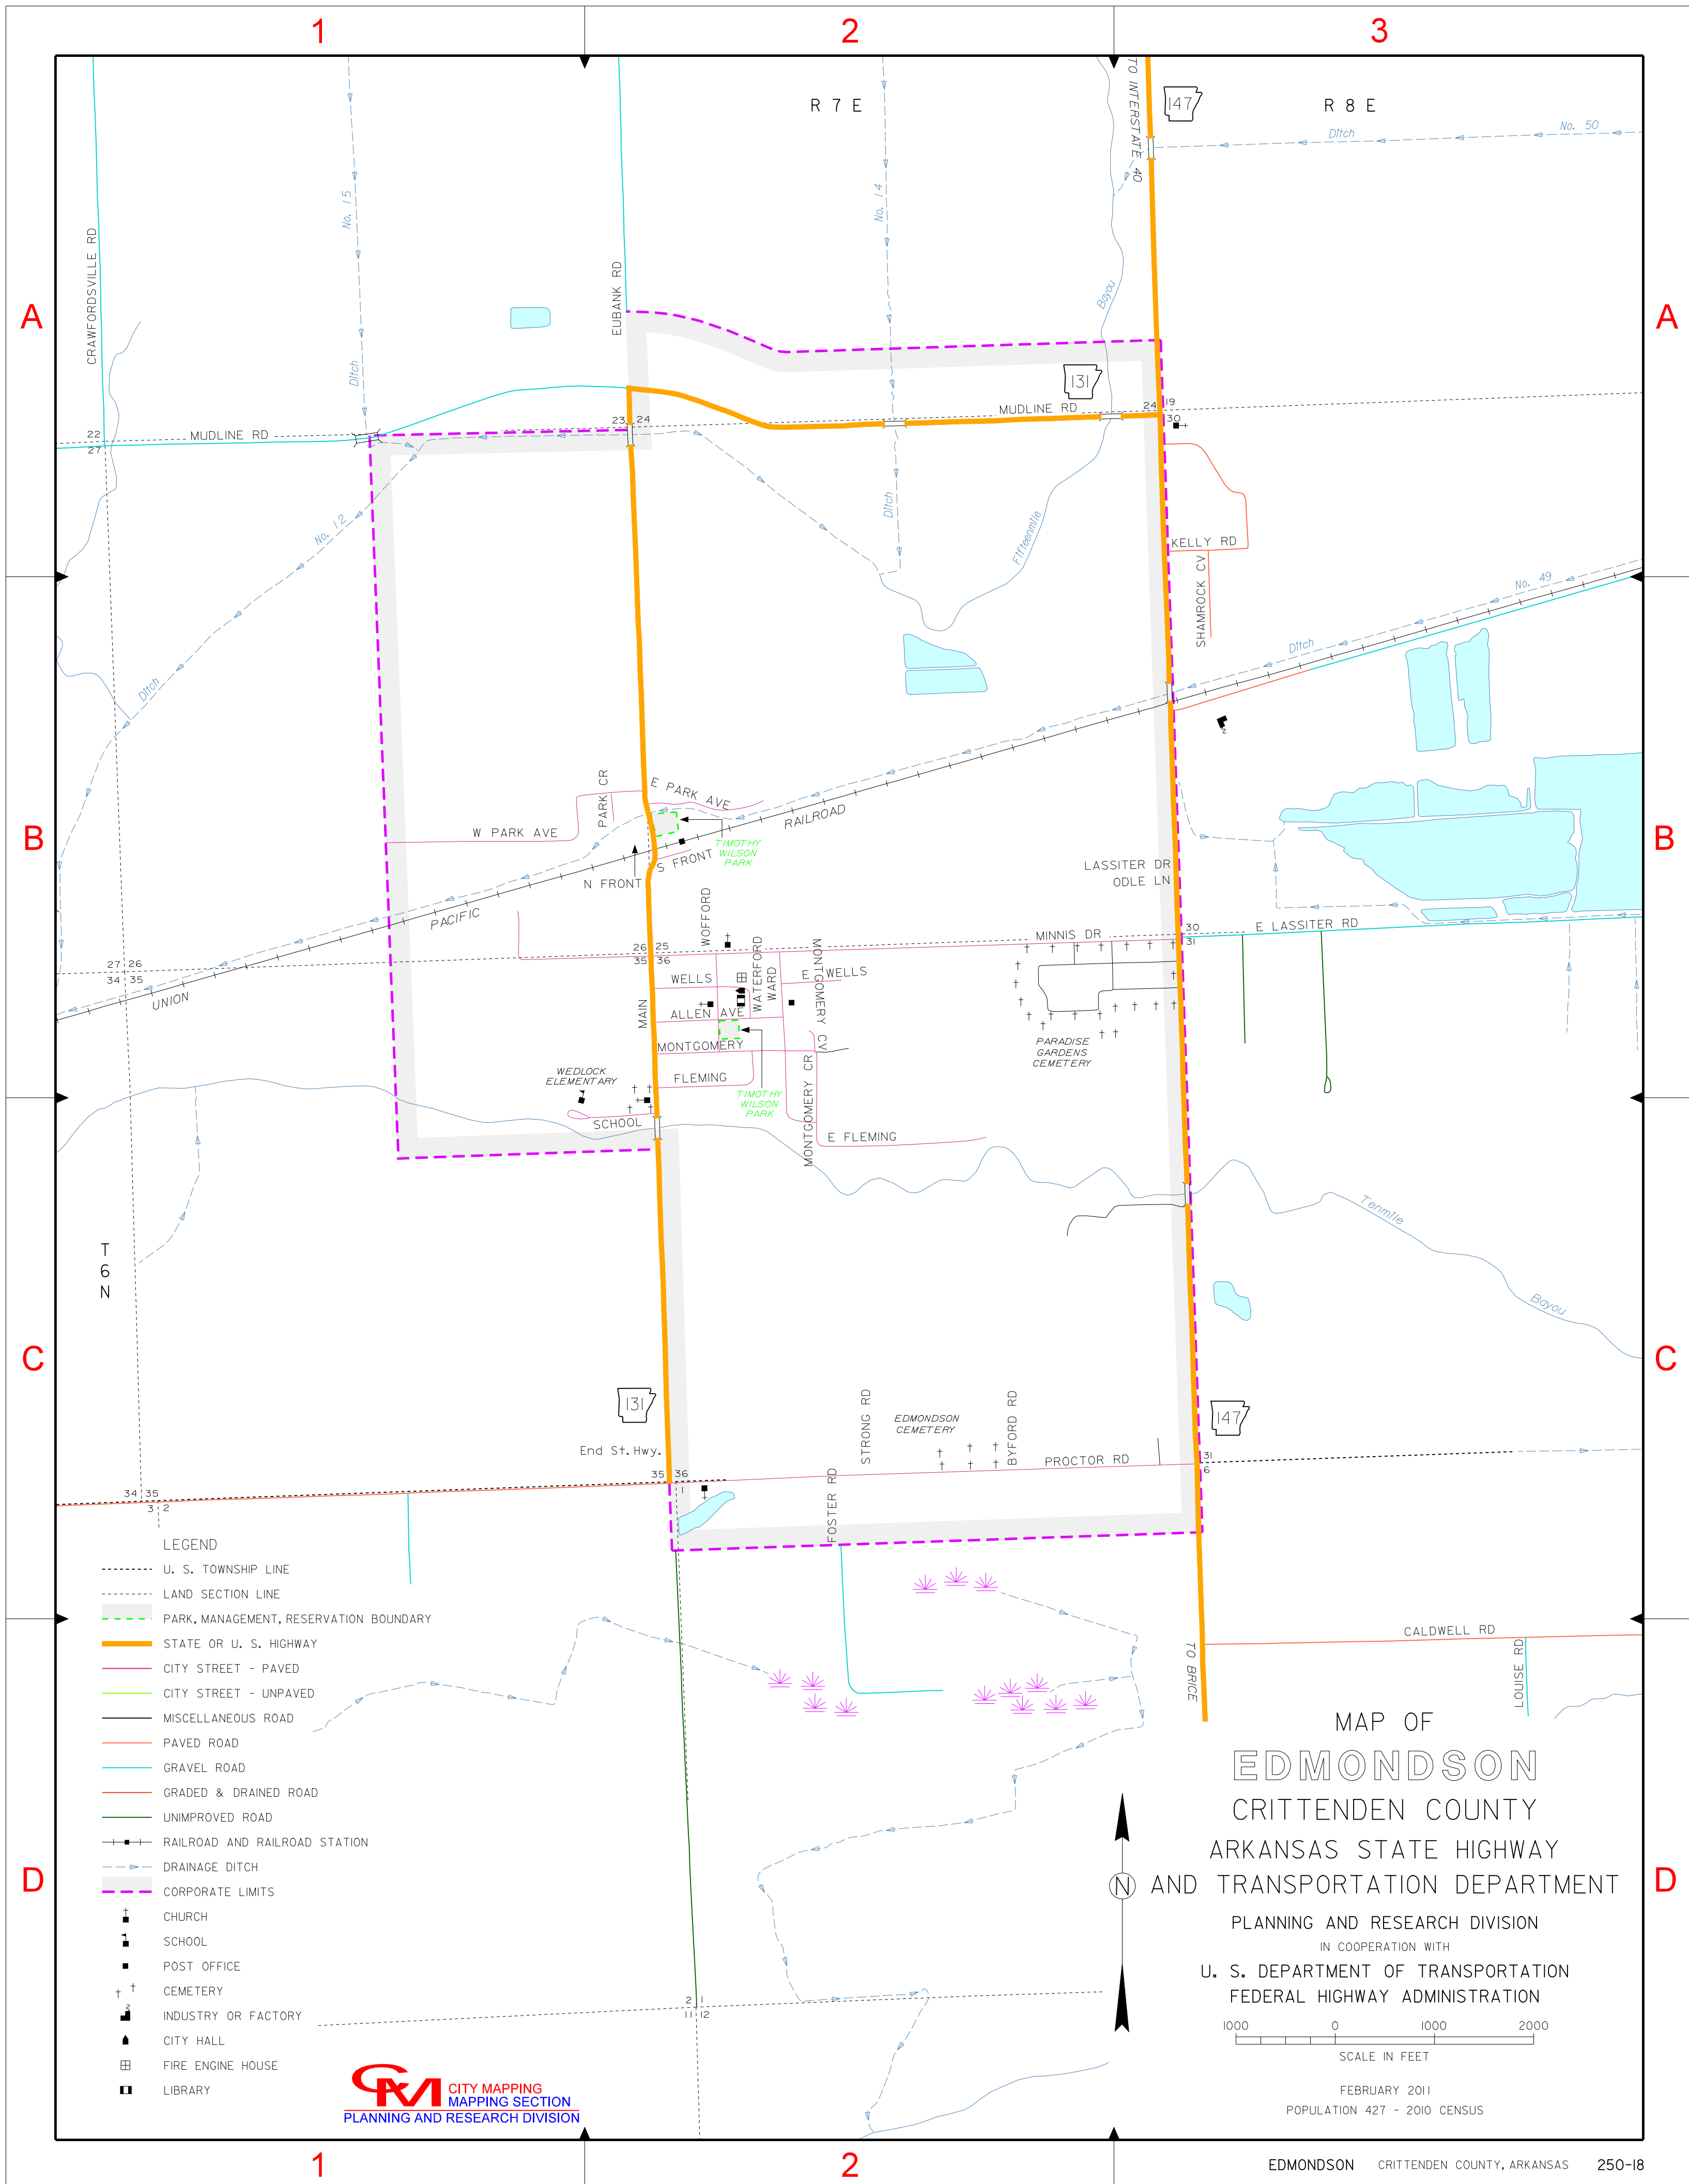 1
2
3
R 7 E
R 8 E
TO INTERSTATE 40
147
Ditch
No. 50
CRAWFORDSVILLE RD
No. 15
Ditch
EUBANK RD
No. 14
Ditch
Bayou
Fifteenmile
A
A
131
MUDLINE RD
24
19
30
23
24
22
27
MUDLINE RD
No. 12
Ditch
KELLY RD
SHAMROCK CV
No. 49
Ditch
2
B
B
PARK CR
E PARK AVE
W PARK AVE
RAILROAD
TIMOTHY
WILSON
PARK
S FRONT
N FRONT
PACIFIC
UNION
LASSITER DR
ODLE LN
E LASSITER RD
MINNIS DR
30
31
WOFFORD
26
25
35
36
27
26
34
35
WELLS
WATERFORD
WARD
E WELLS
MONTGOMERY CV
MAIN
ALLEN AVE
MONTGOMERY
FLEMING
MONTGOMERY CR
TIMOTHY
WILSON
PARK
PARADISE
GARDENS
CEMETERY
WEDLOCK
ELEMENTARY
SCHOOL
E FLEMING
Tenmile
Bayou
T
6
N
C
C
131
End St. Hwy.
STRONG RD
EDMONDSON
CEMETERY
BYFORD RD
PROCTOR RD
147
31
6
35
36
1
34
35
3
2
FOSTER RD
TO BRICE
CALDWELL RD
LOUISE RD
LEGEND
U. S. TOWNSHIP LINE
LAND SECTION LINE
PARK, MANAGEMENT, RESERVATION BOUNDARY
STATE OR U. S. HIGHWAY
CITY STREET - PAVED
CITY STREET - UNPAVED
MISCELLANEOUS ROAD
PAVED ROAD
GRAVEL ROAD
GRADED & DRAINED ROAD
UNIMPROVED ROAD
RAILROAD AND RAILROAD STATION
DRAINAGE DITCH
CORPORATE LIMITS
CHURCH
SCHOOL
POST OFFICE
CEMETERY
2
INDUSTRY OR FACTORY
CITY HALL
FIRE ENGINE HOUSE
LIBRARY
D
D
2
1
11
12
CM
CITY MAPPING
MAPPING SECTION
PLANNING AND RESEARCH DIVISION
MAP OF
EDMONDSON
CRITTENDEN COUNTY
ARKANSAS STATE HIGHWAY
N
AND TRANSPORTATION DEPARTMENT
PLANNING AND RESEARCH DIVISION
IN COOPERATION WITH
U. S. DEPARTMENT OF TRANSPORTATION
FEDERAL HIGHWAY ADMINISTRATION
1000 0 1000 2000
SCALE IN FEET
FEBRUARY 2011
POPULATION 427 - 2010 CENSUS
1
2
EDMONDSON CRITTENDEN COUNTY, ARKANSAS 250-18